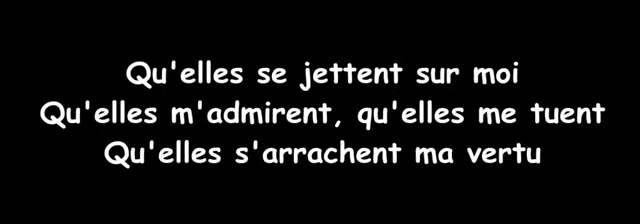 Qu'elles se jettent sur moi
Qu'elles m'admirent, qu'elles me tuent
Qu'elles s'arrachent ma vertu